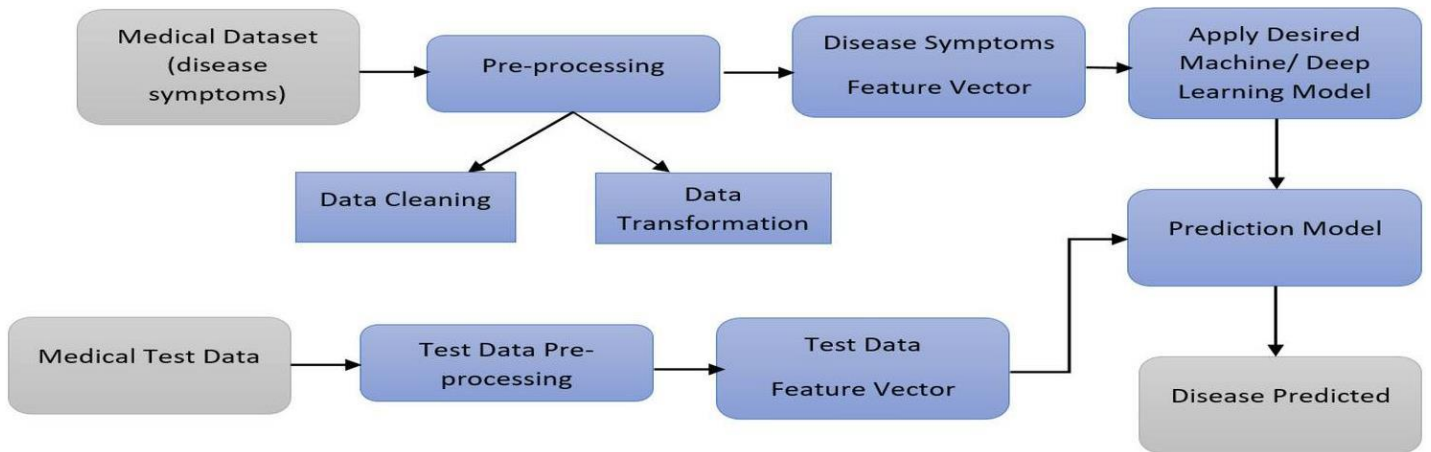 Medical Dataset
(disease
symptoms)
Pre-processing
Disease Symptoms
Feature Vector
Apply Desired
Machine/ Deep
Learning Model
Data Cleaning
Data
Transformation
Prediction Model
Medical Test Data
Test Data Pre-
processing
Test Data
Feature Vector
Disease Predicted